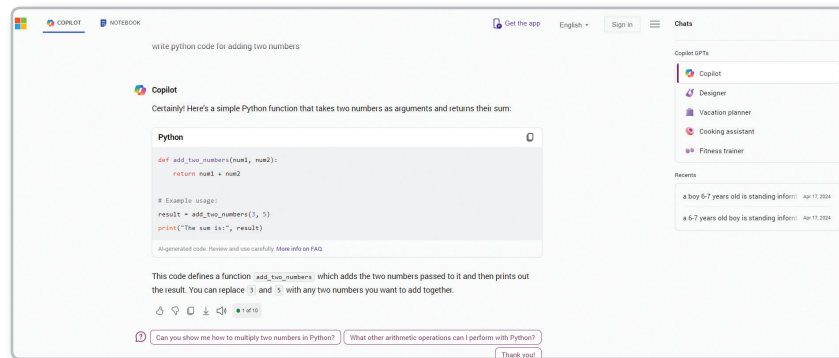 COPILOT
NOTEBOOK
Get the app
English
Sign in
Chats
write python code for adding two numbers
Copilot
Certainly! Here's a simple Python function that takes two numbers as arguments and returns their sum:
Python
def add_two_numbers(num1, num2):
return num1 + num2
# Example usage:
result = add_two_numbers(3, 5)
print("The sum is:", result)
AI-generated code. Review and use carefully. More info on FAQ.
This code defines a function add_two_numbers which adds the two numbers passed to it and then prints out
the result. You can replace 3 and 5 with any two numbers you want to add together.
1 of 10
Can you show me how to multiply two numbers in Python?
What other arithmetic operations can I perform with Python?
Thank you!
Copilot GPTs
Copilot
Designer
Vacation planner
Cooking assistant
Fitness trainer
Recents
a boy 6-7 years old is standing inform Apr 17, 2024
a 6-7 years old boy is standing inform Apr 17, 2024